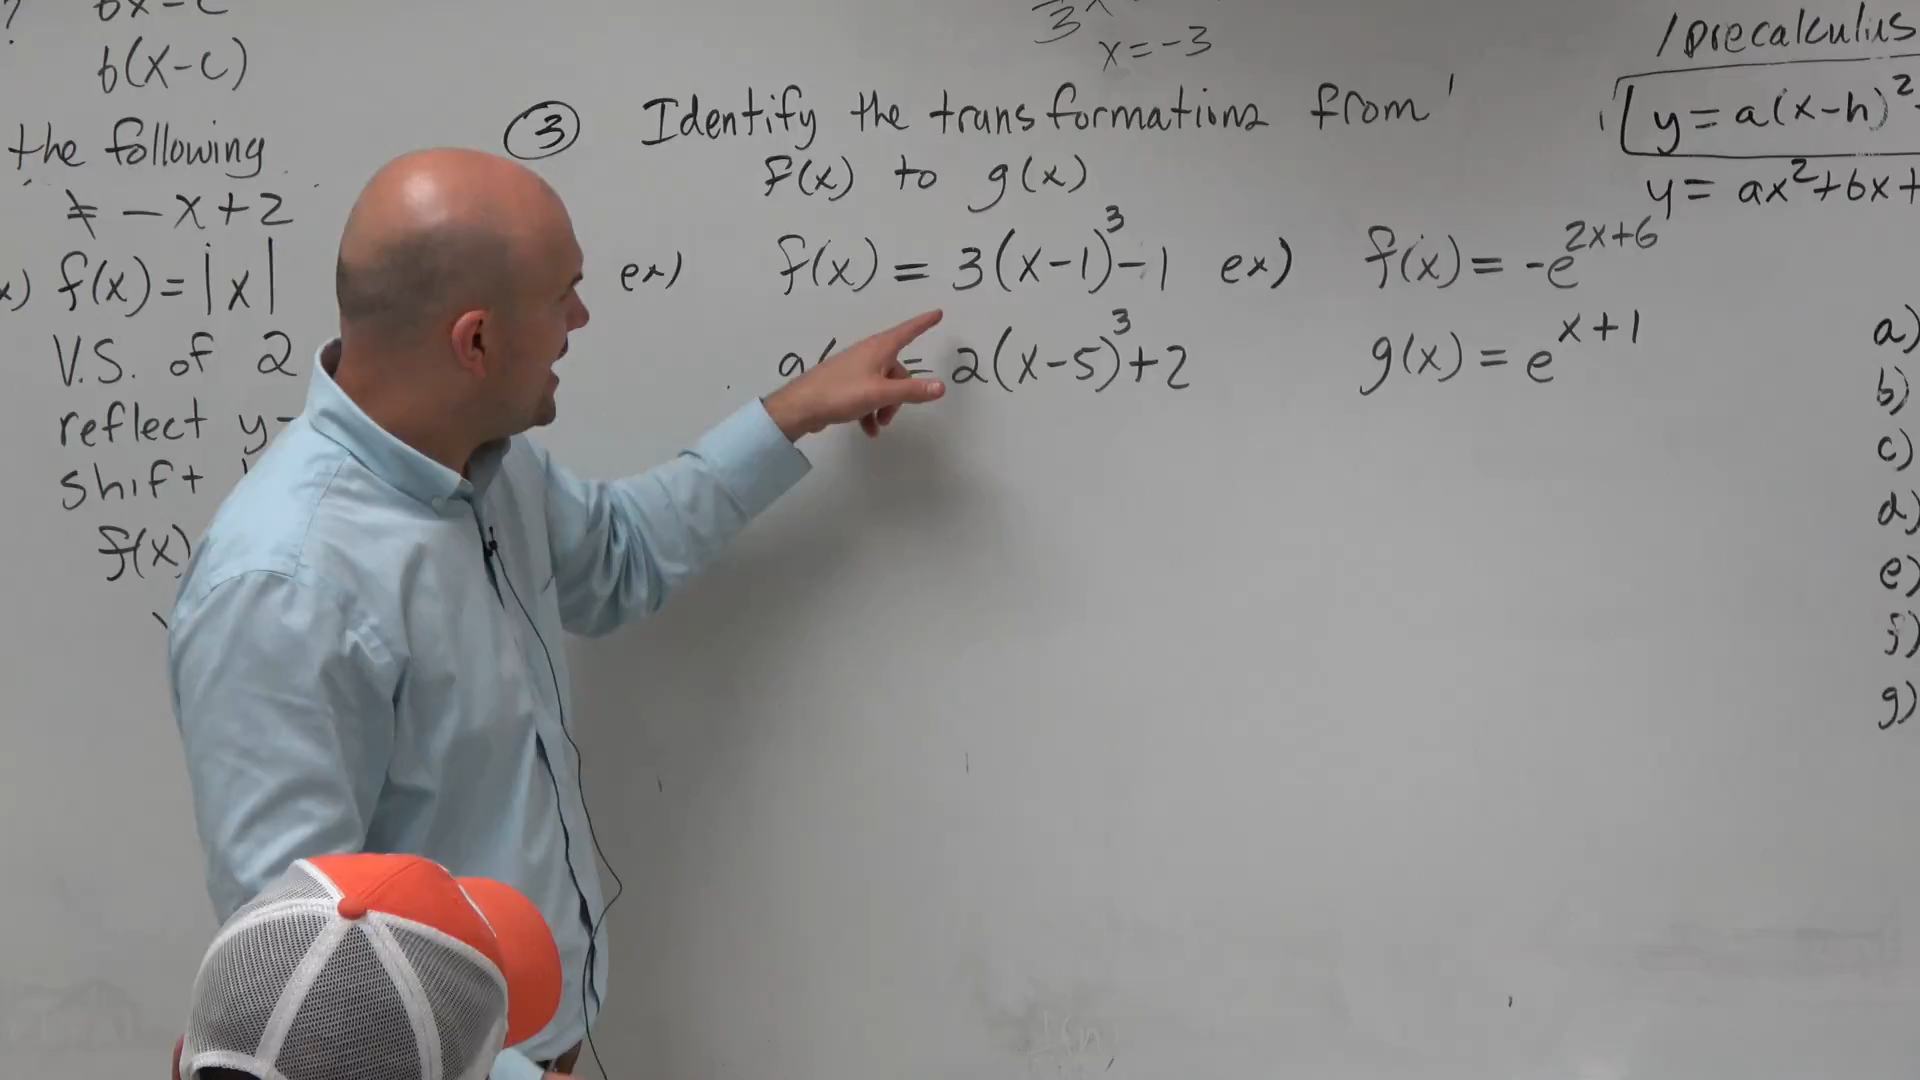 b(x-c)
the following
≠ -x+2
f(x)=|x|
V.S. of 2
reflect y-
shift
f(x)
x=-3
③ Identify the transformations from
f(x) to g(x)
ex) f(x) = 3(x-1)³-1
= 2(x-5)³+2
ex) f(x) = -e^{2x+6}
g(x) = e^{x+1}
/precalculus
y = a(x-h)²
y = ax²+bx+
a)
b)
c)
d)
e)
f)
g)